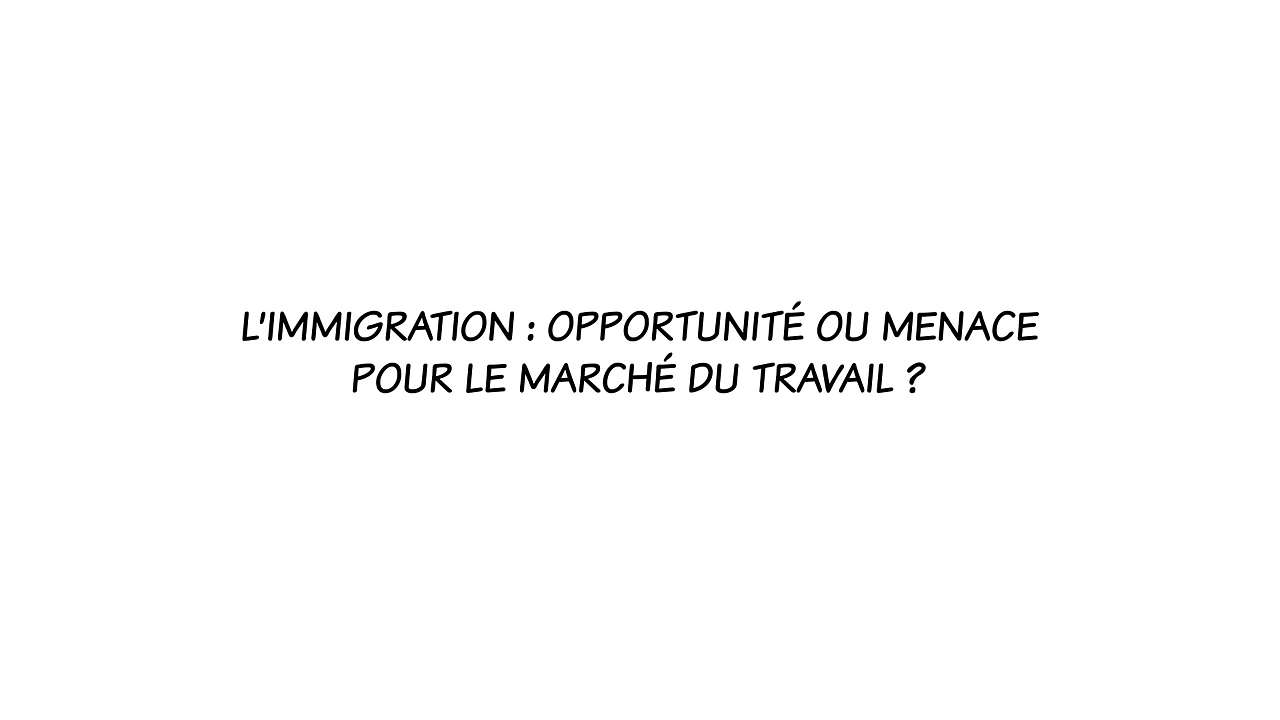 L'IMMIGRATION : OPPORTUNITÉ OU MENACE
POUR LE MARCHÉ DU TRAVAIL ?